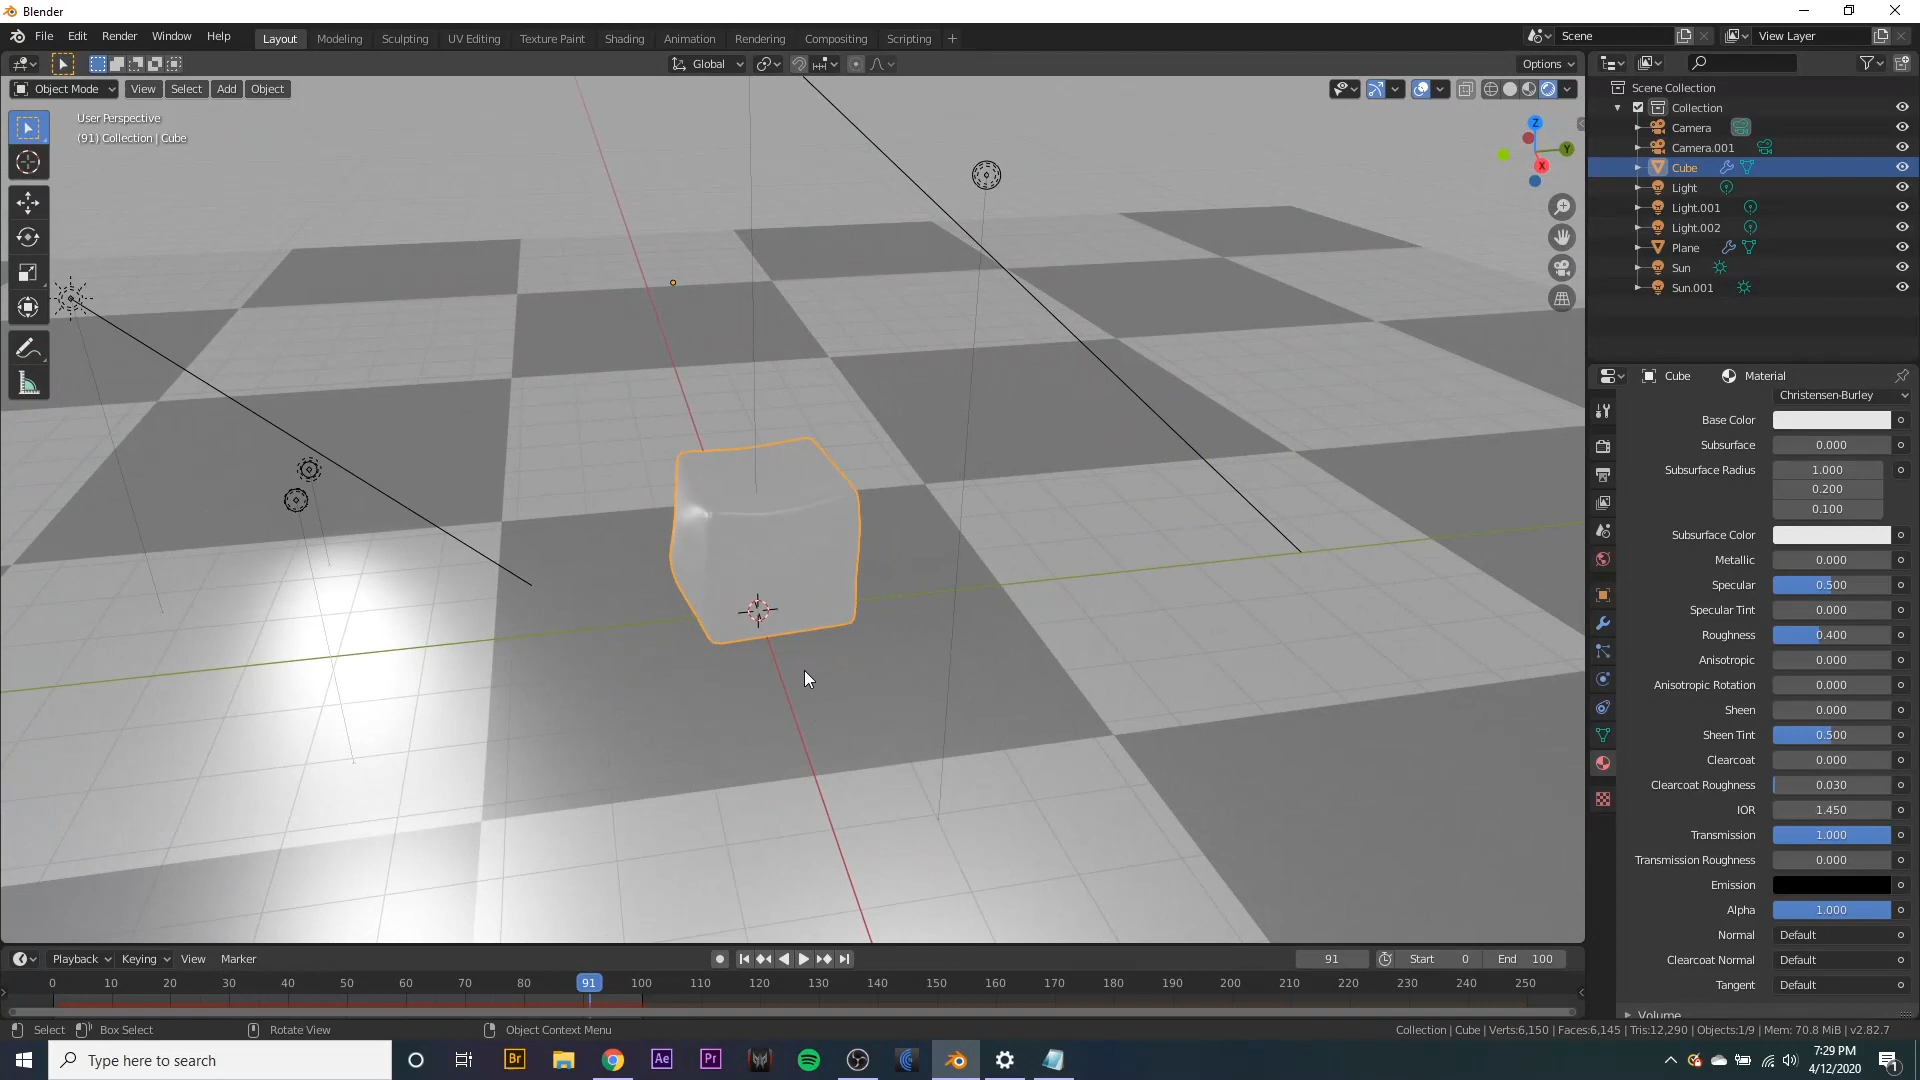 Blender
File Edit Render Window Help
Layout Modeling Sculpting UV Editing Texture Paint Shading Animation Rendering Compositing Scripting +
Scene
View Layer
Global
Options
Object Mode View Select Add Object
User Perspective
(91) Collection | Cube
Z
Y
X
Scene Collection
Collection
Camera
Camera.001
Cube
Light
Light.001
Light.002
Plane
Sun
Sun.001
Cube Material
Christensen-Burley
Base Color
Subsurface 0.000
Subsurface Radius 1.000
0.200
0.100
Subsurface Color
Metallic 0.000
Specular 0.500
Specular Tint 0.000
Roughness 0.400
Anisotropic 0.000
Anisotropic Rotation 0.000
Sheen 0.000
Sheen Tint 0.500
Clearcoat 0.000
Clearcoat Roughness 0.030
IOR 1.450
Transmission 1.000
Transmission Roughness 0.000
Emission
Alpha 1.000
Normal Default
Clearcoat Normal Default
Tangent Default
Volume
Playback Keying View Marker
91 Start 0 End 100
0 10 20 30 40 50 60 70 80 91 100 110 120 130 140 150 160 170 180 190 200 210 220 230 240 250
Select Box Select Rotate View Object Context Menu
Collection | Cube | Verts:6,150 | Faces:6,145 | Tris:12,290 | Objects:1/9 | Mem: 70.8 MiB | v2.82.7
Type here to search
Br
Ae
Pr
7:29 PM
4/12/2020
1